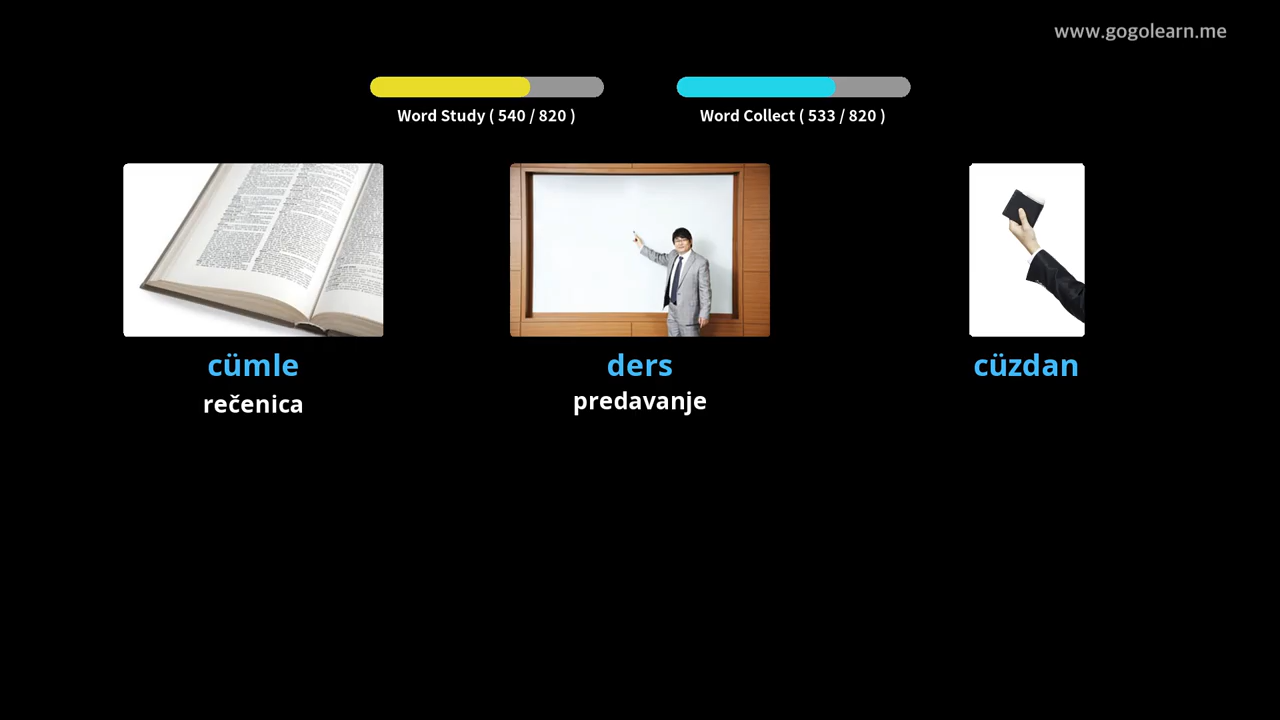 www.gogolearn.me
Word Study ( 540 / 820 )
Word Collect ( 533 / 820 )
cümle
rečenica
ders
predavanje
cüzdan